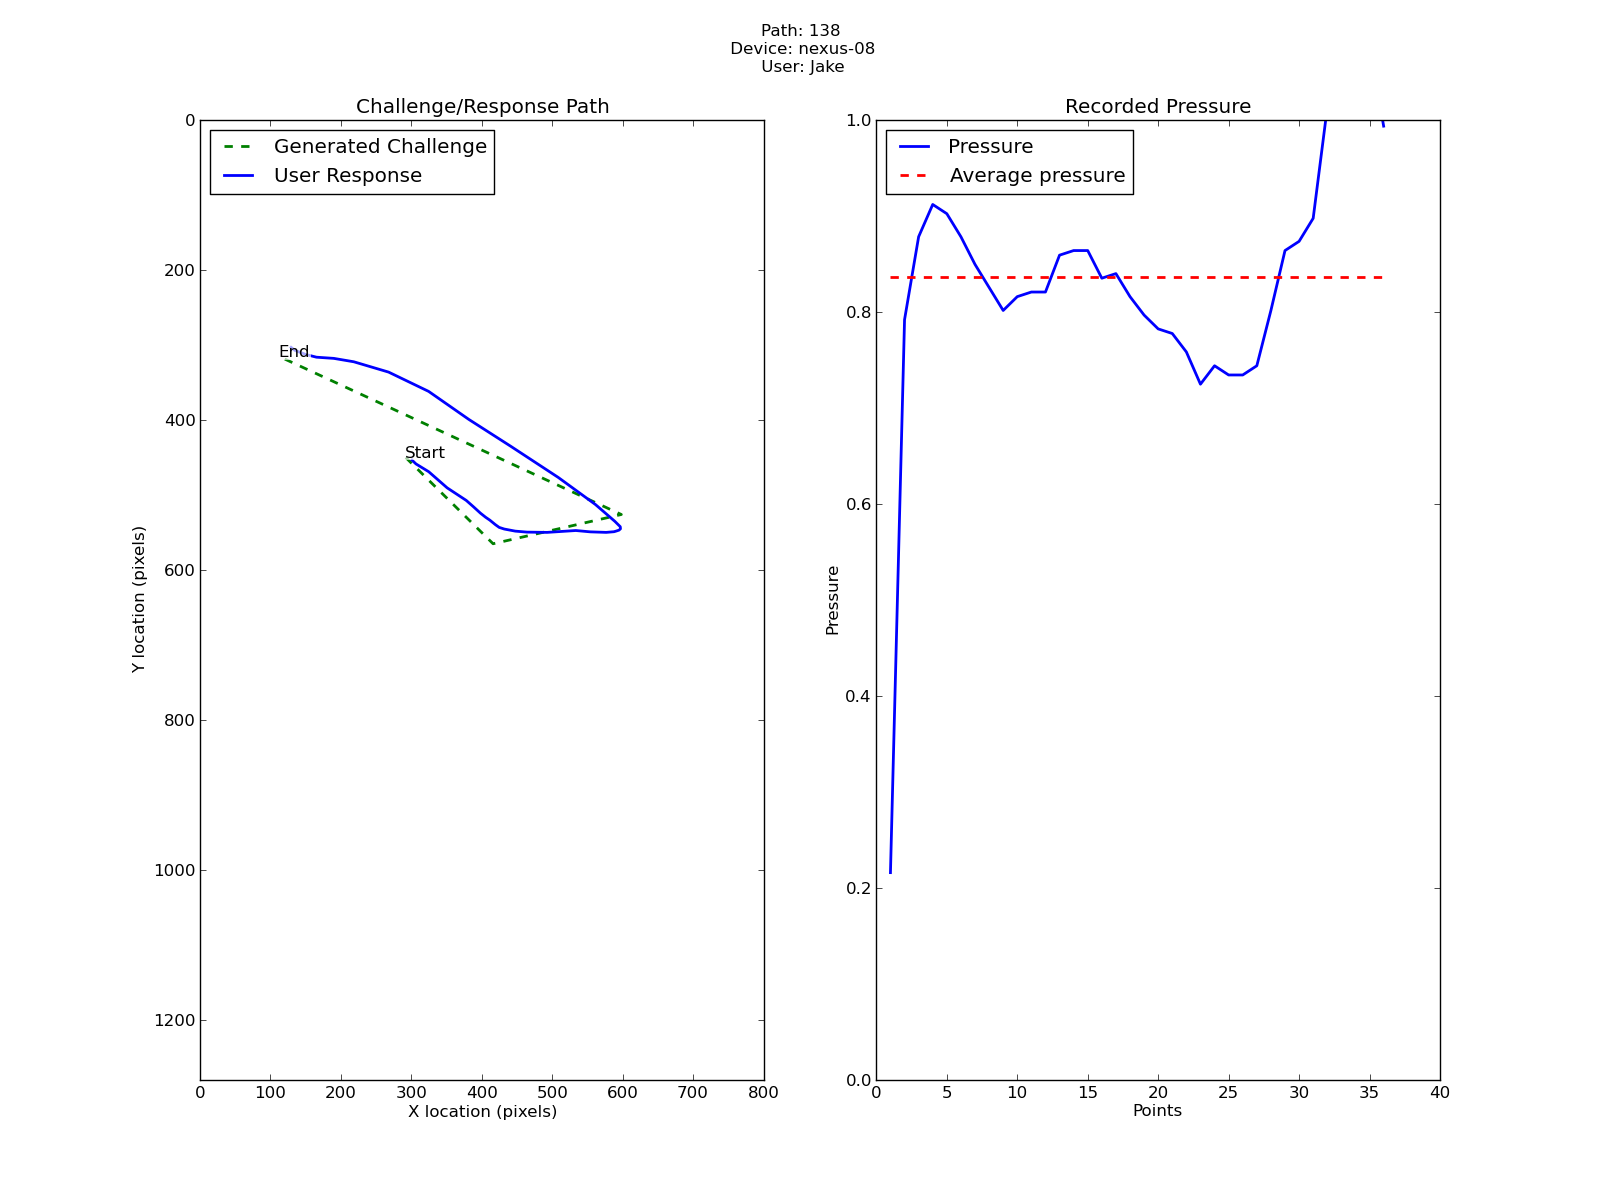 Path: 138
Device: nexus-08
User: Jake
Challenge/Response Path
Generated Challenge
User Response
End
Start
0
200
400
600
800
1000
1200
Y location (pixels)
0 100 200 300 400 500 600 700 800
X location (pixels)
Recorded Pressure
Pressure
Average pressure
1.0
0.8
0.6
0.4
0.2
0.0
Pressure
0 5 10 15 20 25 30 35 40
Points